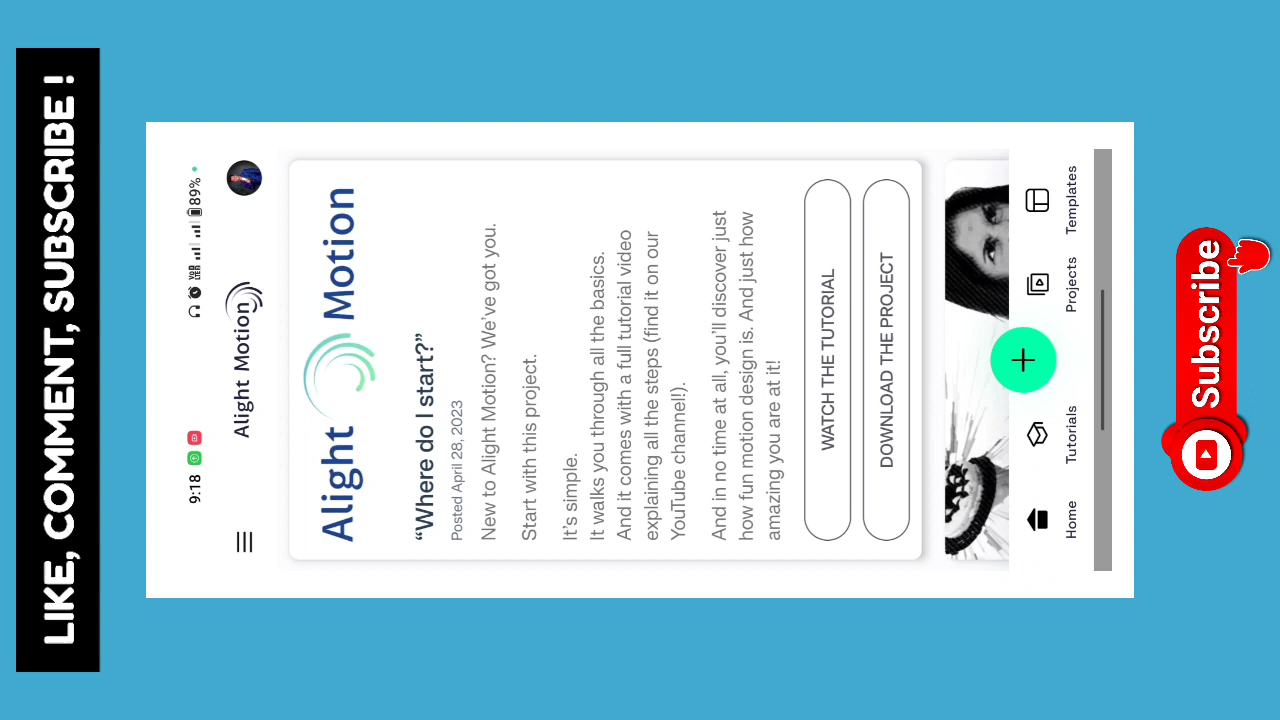 LIKE, COMMENT, SUBSCRIBE !
9:18
89%
Alight Motion
Alight Motion
“Where do I start?”
Posted April 28, 2023
New to Alight Motion? We’ve got you.
Start with this project.
It’s simple.
It walks you through all the basics.
And it comes with a full tutorial video
explaining all the steps (find it on our
YouTube channel!).
And in no time at all, you’ll discover just
how fun motion design is. And just how
amazing you are at it!
WATCH THE TUTORIAL
DOWNLOAD THE PROJECT
Home
Tutorials
Projects
Templates
Subscribe